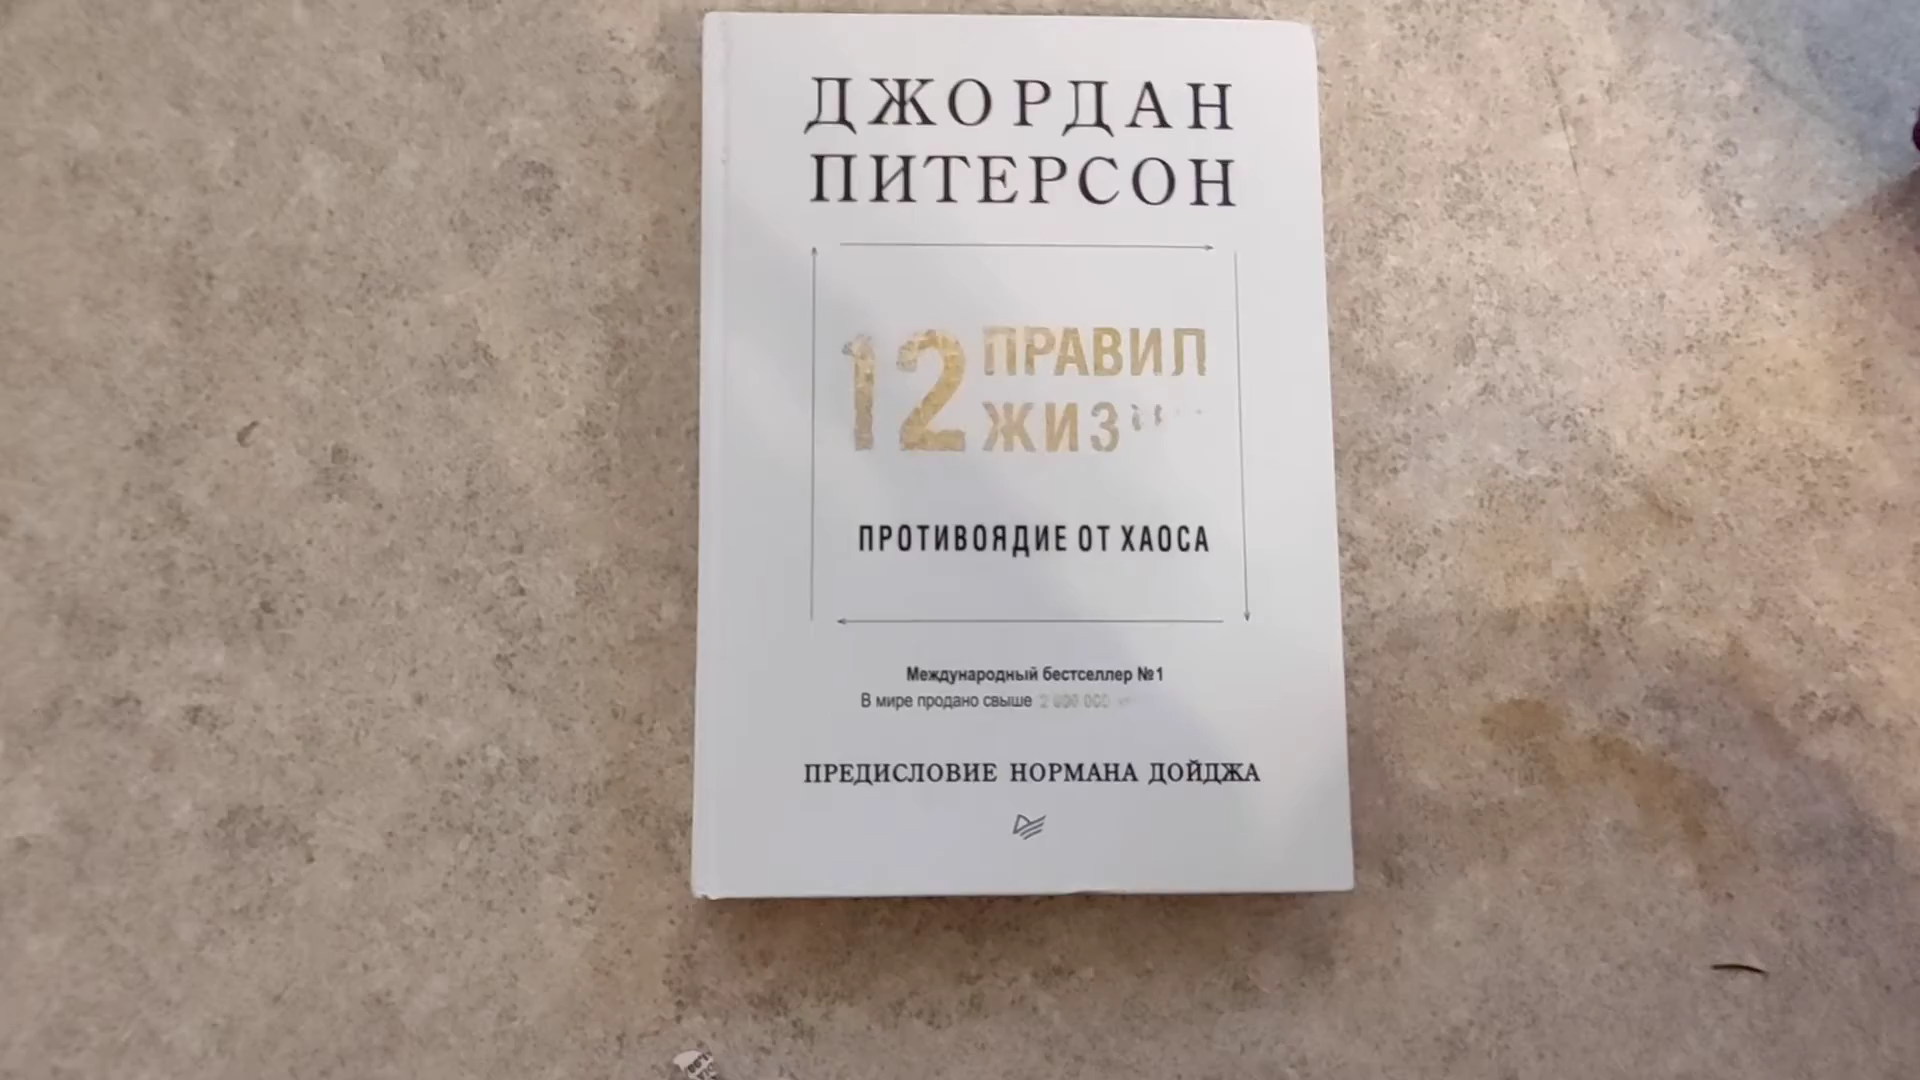 ДЖОРДАН
ПИТЕРСОН
12 ПРАВИЛ
ПРОТИВОЯДИЕ ОТ ХАОСА
Международный бестселлер №1
В мире продано свыше
ПРЕДИСЛОВИЕ НОРМАНА ДОЙДЖА